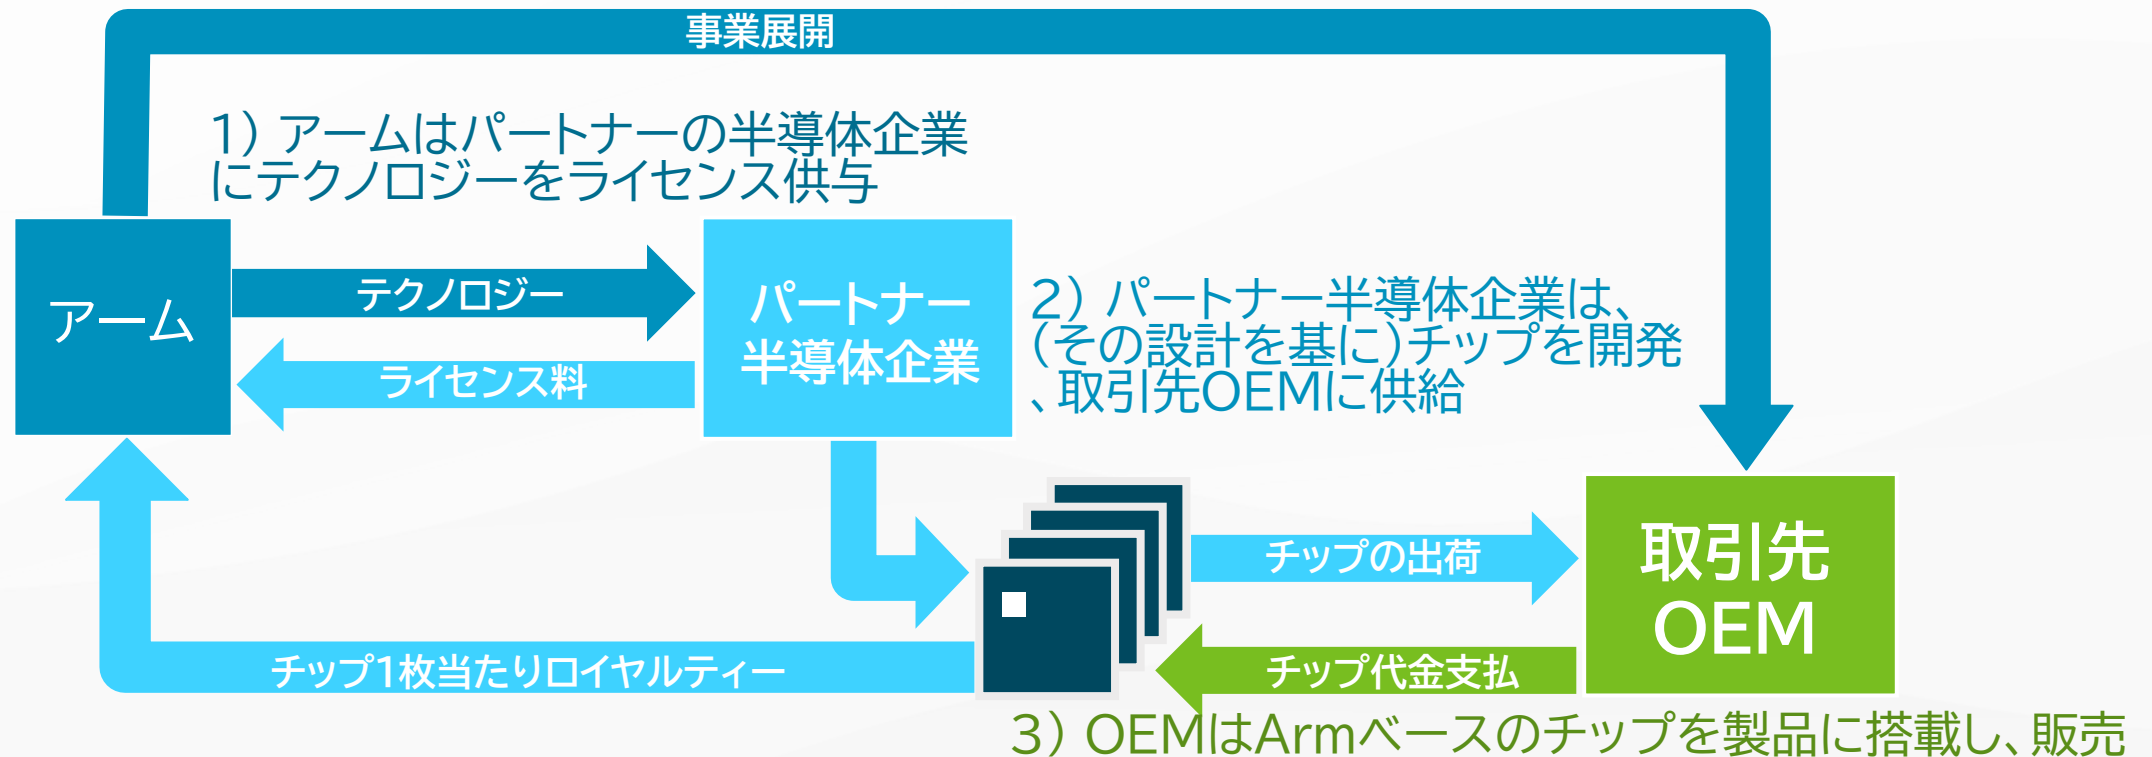 事業展開
1) アームはパートナーの半導体企業
にテクノロジーをライセンス供与
アーム
テクノロジー
ライセンス料
パートナー
半導体企業
2) パートナー半導体企業は、
(その設計を基に)チップを開発
、取引先OEMに供給
チップの出荷
取引先
OEM
チップ1枚当たりロイヤルティー
チップ代金支払
3) OEMはArmベースのチップを製品に搭載し、販売